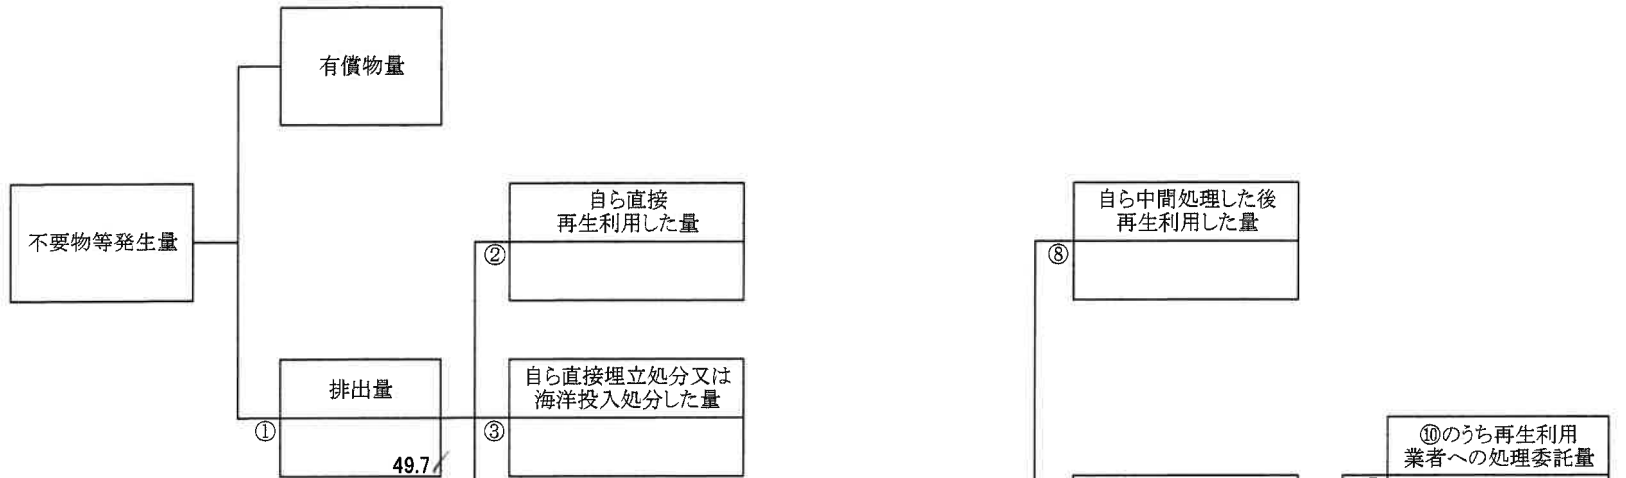 有償物量
不要物等発生量
自ら直接
再生利用した量
②
自ら中間処理した後
再生利用した量
⑧
排出量
①
49.7
自ら直接埋立処分又は
海洋投入処分した量
③
⑩のうち再生利用
業者への処理委託量